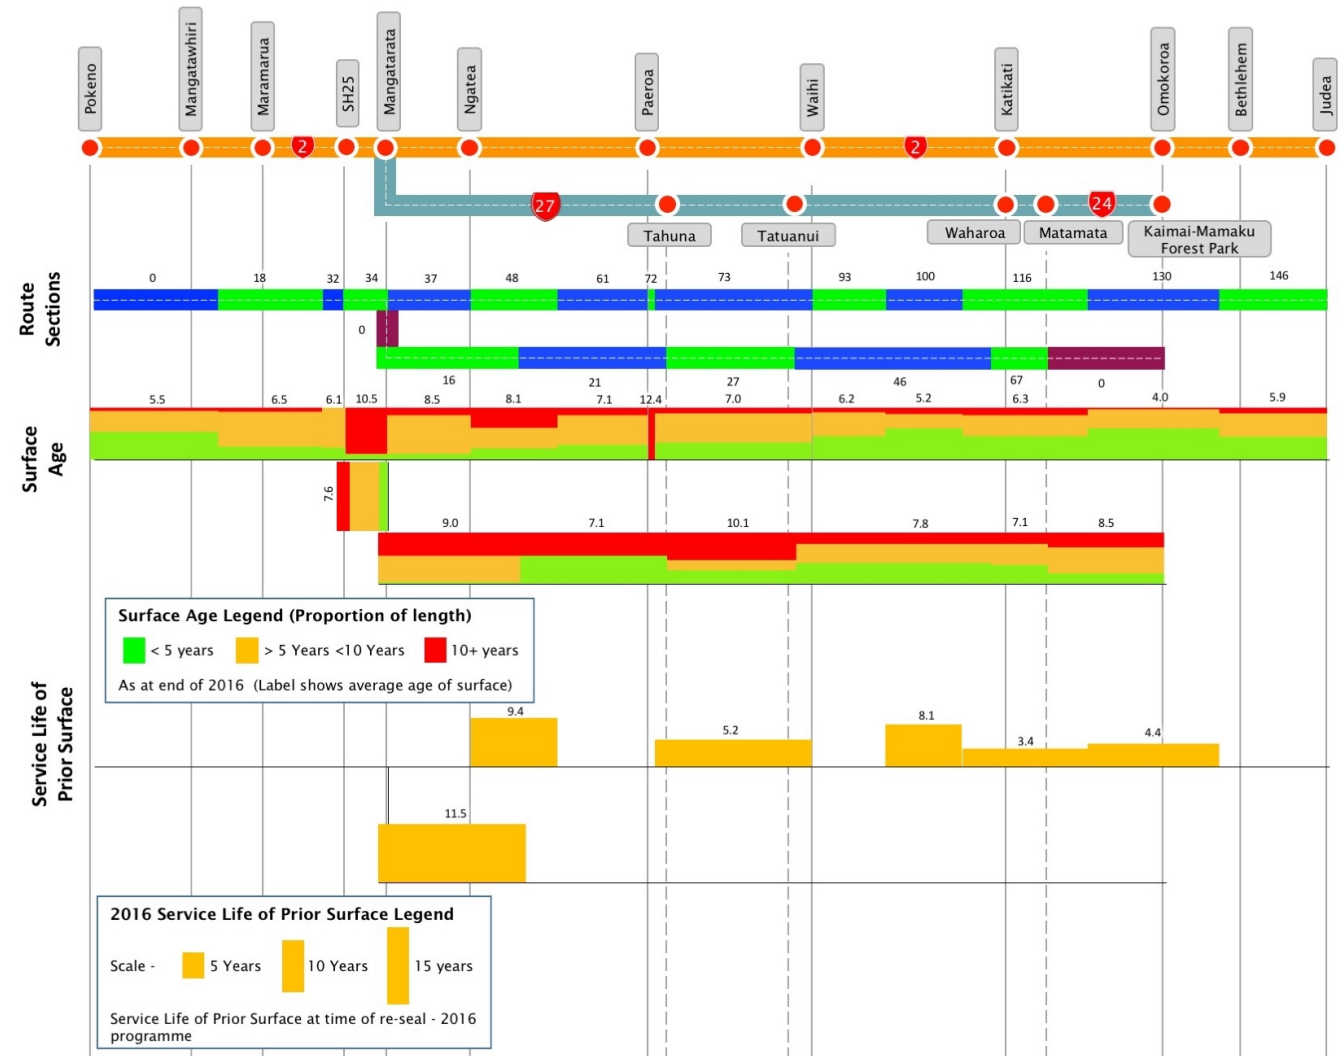 Pokeno
Mangatawhiri
Maramarua
SH25
Mangatarata
Ngatea
Paeroa
Waihi
Katikati
Omokoroa
Bethlehem
Judea
2
2
27
24
Tahuna
Tatuanui
Waharoa
Matamata
Kaimai-Mamaku
Forest Park
Route
Sections
0 18 32 34 37 48 61 72 73 93 100 116 130 146
0
16 21 27 46 67 0
Surface
Age
5.5 6.5 6.1 10.5 8.5 8.1 7.1 12.4 7.0 6.2 5.2 6.3 4.0 5.9
7.6
9.0 7.1 10.1 7.8 7.1 8.5
Surface Age Legend (Proportion of length)
< 5 years > 5 Years <10 Years 10+ years
As at end of 2016 (Label shows average age of surface)
Service Life of
Prior Surface
9.4 5.2 8.1 3.4 4.4
11.5
2016 Service Life of Prior Surface Legend
Scale - 5 Years 10 Years 15 years
Service Life of Prior Surface at time of re-seal - 2016
programme